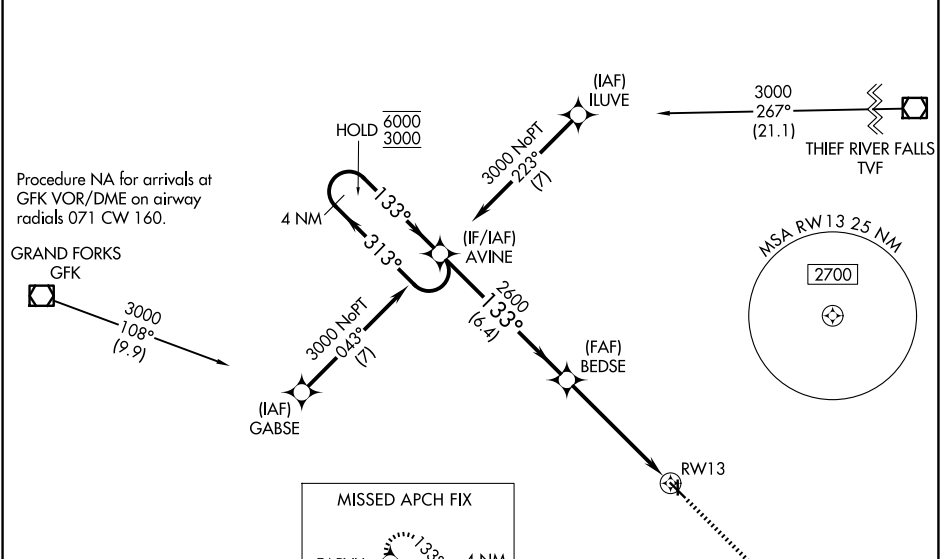 (IAF)
ILUVE
3000
267°
(21.1)
THIEF RIVER FALLS
TVF
HOLD
6000
3000
3000 NoPT
223°
(7)
Procedure NA for arrivals at
GFK VOR/DME on airway
radials 071 CW 160.
4 NM
133°
313°
(IF/IAF)
AVINE
MSA RW13 25 NM
2700
GRAND FORKS
GFK
3000
108°
(9.9)
3000 NoPT
043°
(7)
2600
133°
(6.4)
(FAF)
BEDSE
(IAF)
GABSE
RW13
MISSED APCH FIX
133°
4 NM